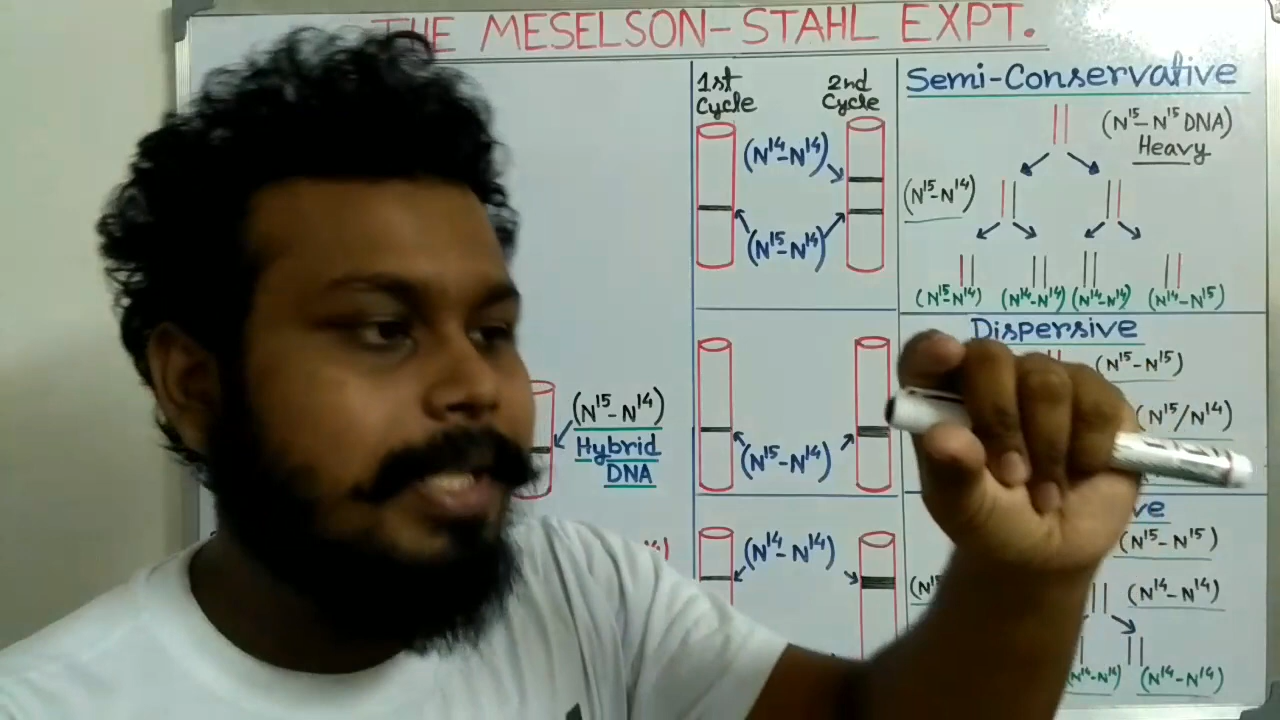 THE MESELSON-STAHL EXPT.
1st
Cycle
2nd
Cycle
(N¹⁴-N¹⁴)
(N¹⁵-N¹⁴)
Semi-Conservative
(N¹⁵-N¹⁵ DNA)
Heavy
(N¹⁵-N¹⁴)
(N¹⁵-N¹⁴) (N¹⁴-N¹⁴) (N¹⁴-N¹⁴) (N¹⁴-N¹⁵)
(N¹⁵-N¹⁴)
Hybrid
DNA
(N¹⁵-N¹⁴)
Dispersive
(N¹⁵-N¹⁵)
(N¹⁵/N¹⁴)
(N¹⁴-N¹⁴)
(N¹⁵-N¹⁵)
(N¹⁴-N¹⁴)
(N¹⁴-N¹⁴) (N¹⁴-N¹⁴)